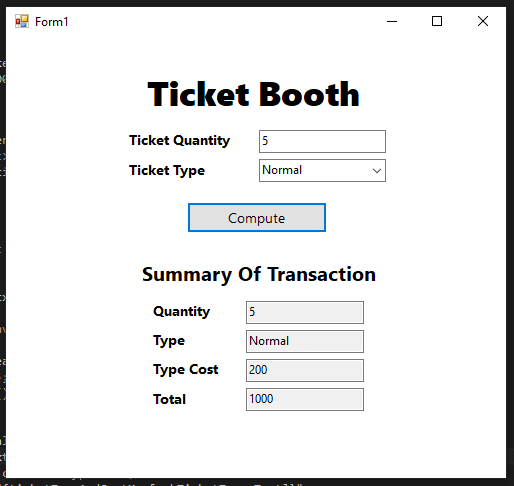 Form1
Ticket Booth
Ticket Quantity 5
Ticket Type Normal
Compute
Summary Of Transaction
Quantity 5
Type Normal
Type Cost 200
Total 1000